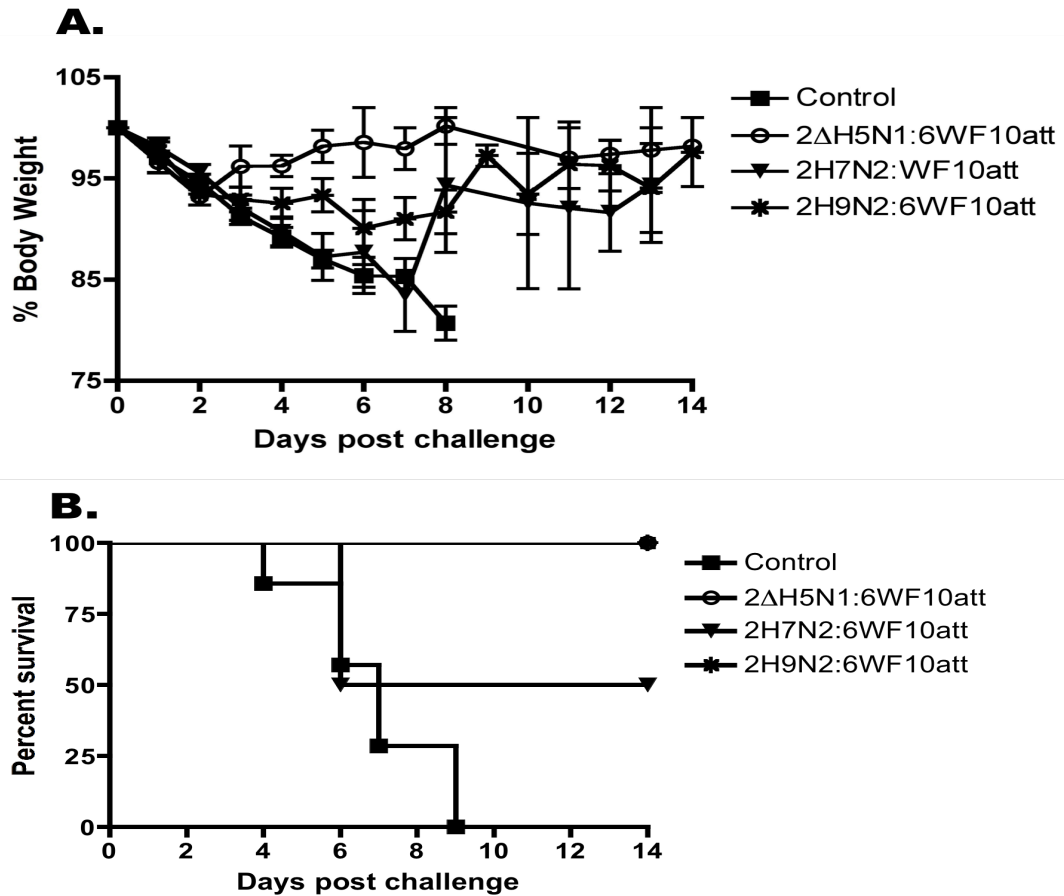 A.
105
95
85
75
% Body Weight
0 2 4 6 8 10 12 14
Days post challenge
Control
2ΔH5N1:6WF10att
2H7N2:WF10att
2H9N2:6WF10att
B.
100
75
50
25
0
Percent survival
0 2 4 6 8 10 12 14
Days post challenge
Control
2ΔH5N1:6WF10att
2H7N2:6WF10att
2H9N2:6WF10att